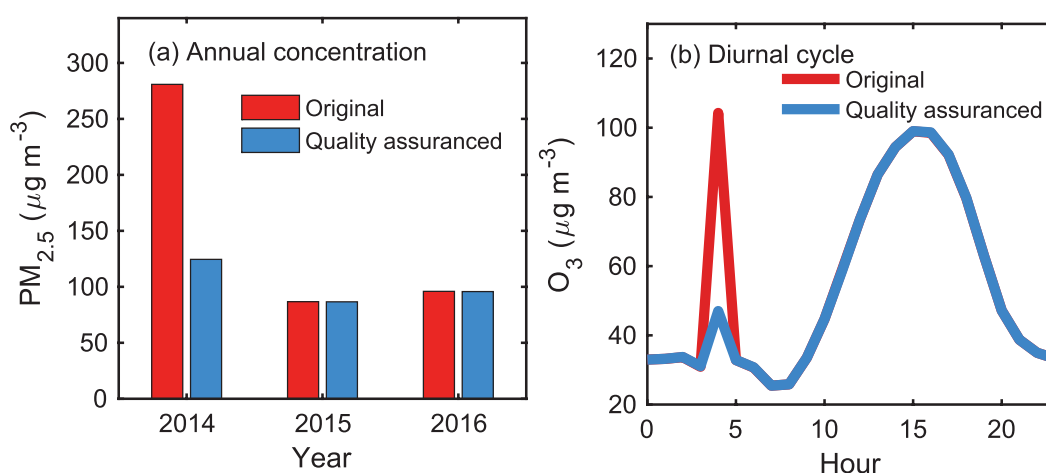 (a) Annual concentration
Original
Quality assuranced
PM2.5 (μg m-3)
300
250
200
150
100
50
0
2014 2015 2016
Year
(b) Diurnal cycle
Original
Quality assuranced
O3 (μg m-3)
120
100
80
60
40
20
0 5 10 15 20
Hour